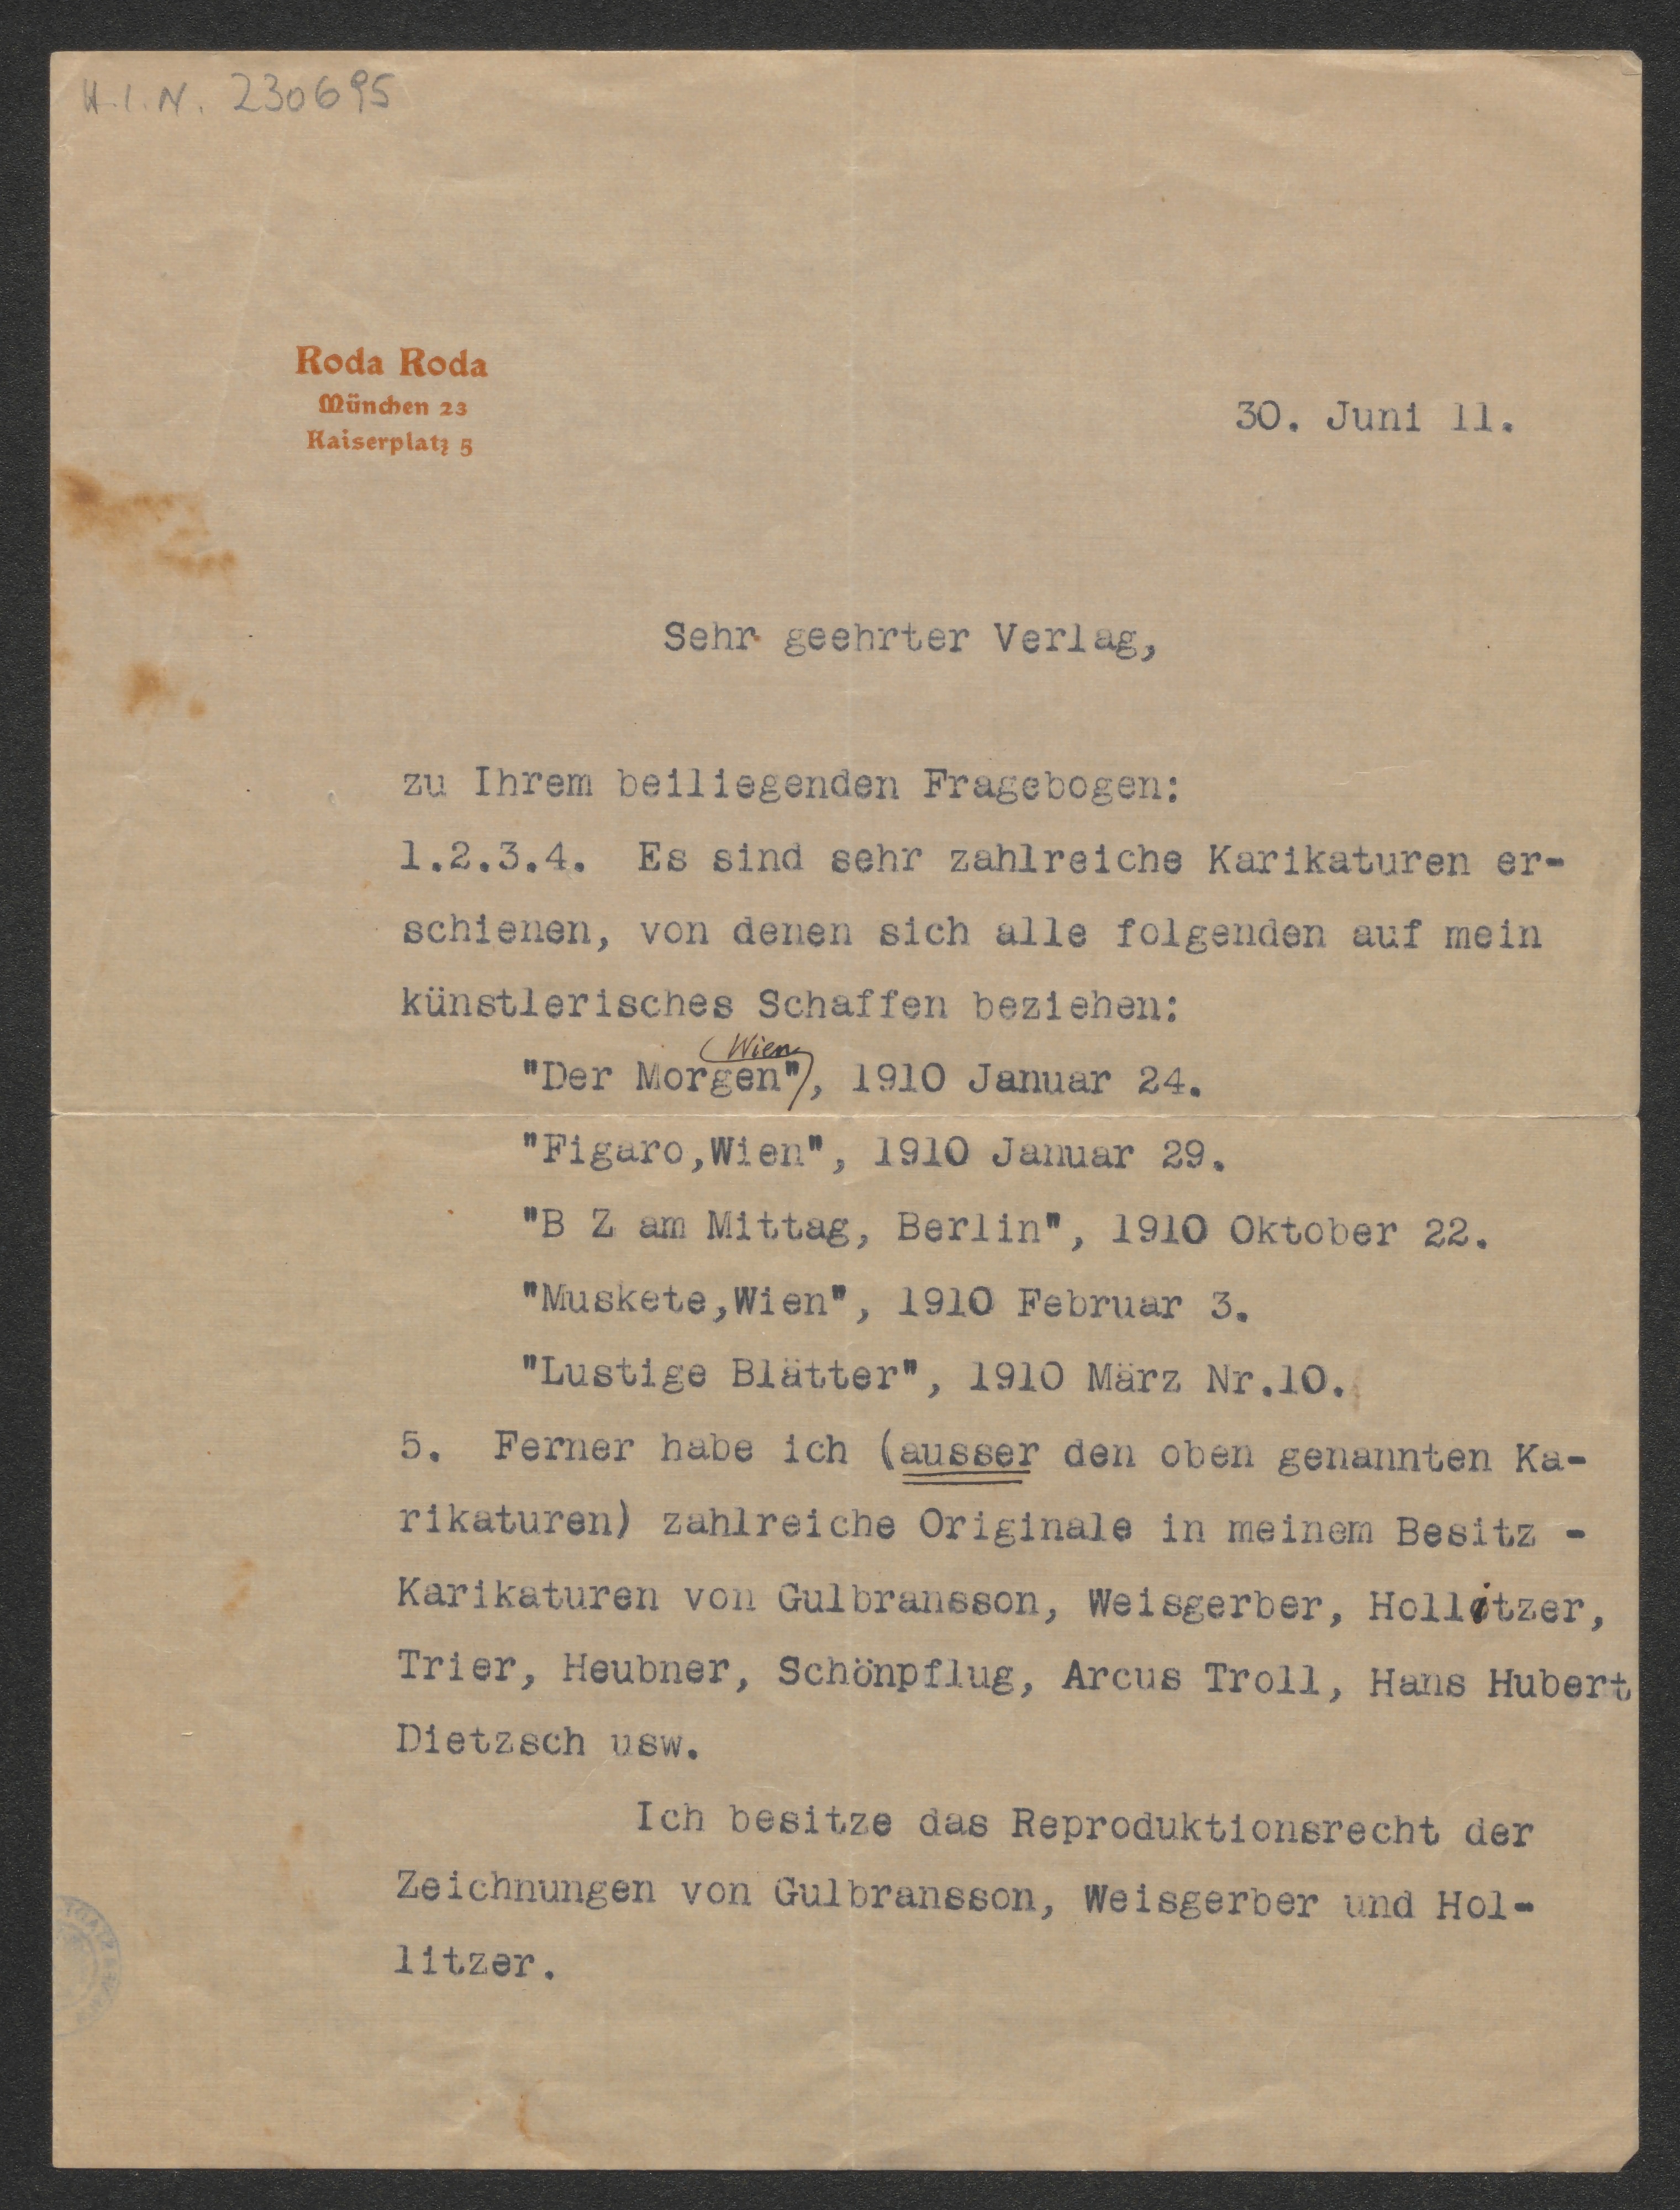 H.I.N. 230695
Roda Roda
München 23
Kaiserplatz 5
30. Juni 11.
Sehr geehrter Verlag,
zu Ihrem beiliegenden Fragebogen:
1.2.3.4. Es sind sehr zahlreiche Karikaturen er-
schienen, von denen sich alle folgenden auf mein
künstlerisches Schaffen beziehen:
(Wien)
"Der Morgen", 1910 Januar 24.
"Figaro,Wien", 1910 Januar 29.
"B Z am Mittag, Berlin", 1910 Oktober 22.
"Muskete,Wien", 1910 Februar 3.
"Lustige Blätter", 1910 März Nr.10.
5. Ferner habe ich (ausser den oben genannten Ka-
rikaturen) zahlreiche Originale in meinem Besitz -
Karikaturen von Gulbransson, Weisgerber, Hollitzer,
Trier, Heubner, Schönpflug, Arcus Troll, Hans Hubert
Dietzsch usw.
Ich besitze das Reproduktionsrecht der
Zeichnungen von Gulbransson, Weisgerber und Hol-
litzer.